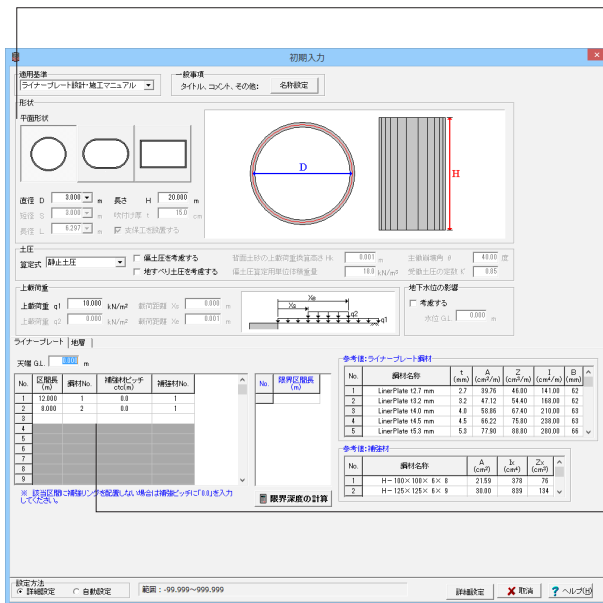 初期入力
適用基準
ライナープレート設計・施工マニュアル
一般事項
タイトル、コメント、その他: 名称設定
形状
平面形状
直径 D 3.000 m 長さ H 20.000 m
短径 S 3.000 m 吹付け厚 t 15.0 cm
長径 L 6.297 m 支保工を設置する
D
H
土圧
算定式 静止土圧
偏土圧を考慮する
地すべり土圧を考慮する
背面土砂の上載荷重換算高さ Hk 0.001 m
偏土圧算定用単位体積重量 18.0 kN/m³
主働崩壊角 θ 40.00 度
受働土圧の定数 K' 0.85
上載荷重
上載荷重 q1 10.000 kN/m² 載荷距離 Xs 0.000 m
上載荷重 q2 0.000 kN/m² 載荷距離 Xe 0.001 m
Xe
Xs
q2
q1
地下水位の影響
考慮する
水位 G.L. 0.000 m
ライナープレート 地層
天端 G.L. 0.000 m
No. 区間長(m) 鋼材No. 補強材ピッチctc(m) 補強材No.
1 12.000 1 0.0 1
2 8.000 2 0.0 1
3
4
5
6
7
8
9
※ 該当区間に補強リングを配置しない場合は補強ピッチに「0.0」を入力
してください。
No. 限界区間長(m)
限界深度の計算
参考値:ライナープレート鋼材
No. 鋼材名称 t(mm) A(cm²/m) Z(cm³/m) I(cm⁴/m) B(mm)
1 LinerPlate t2.7 mm 2.7 39.76 46.00 141.00 62
2 LinerPlate t3.2 mm 3.2 47.12 54.40 168.00 62
3 LinerPlate t4.0 mm 4.0 58.86 67.40 210.00 63
4 LinerPlate t4.5 mm 4.5 66.22 75.80 238.00 63
5 LinerPlate t5.3 mm 5.3 77.90 88.80 280.00 66
参考値:補強材
No. 鋼材名称 A(cm²) Ix(cm⁴) Zx(cm³)
1 H-100×100× 6× 8 21.59 378 76
2 H-125×125× 6× 9 30.00 839 134
設定方法
詳細設定 自動設定
範囲:-99.999～999.999
詳細設定 取消 ヘルプ(H)